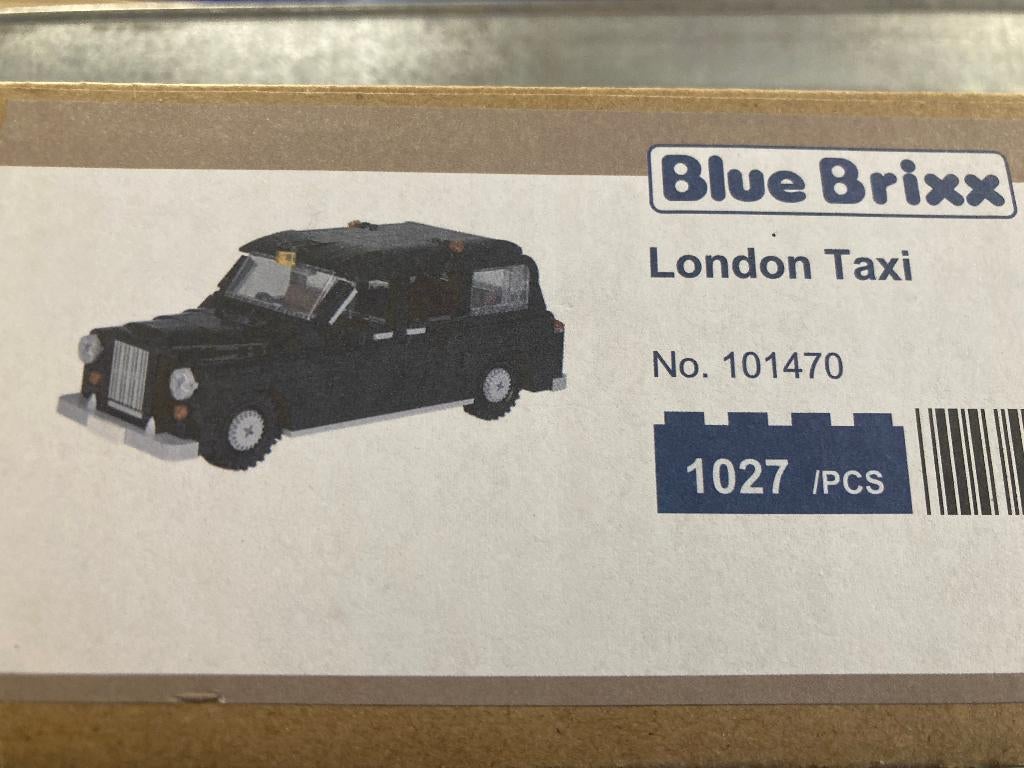 Blue Brixx
London Taxi
No. 101470
1027 /PCS